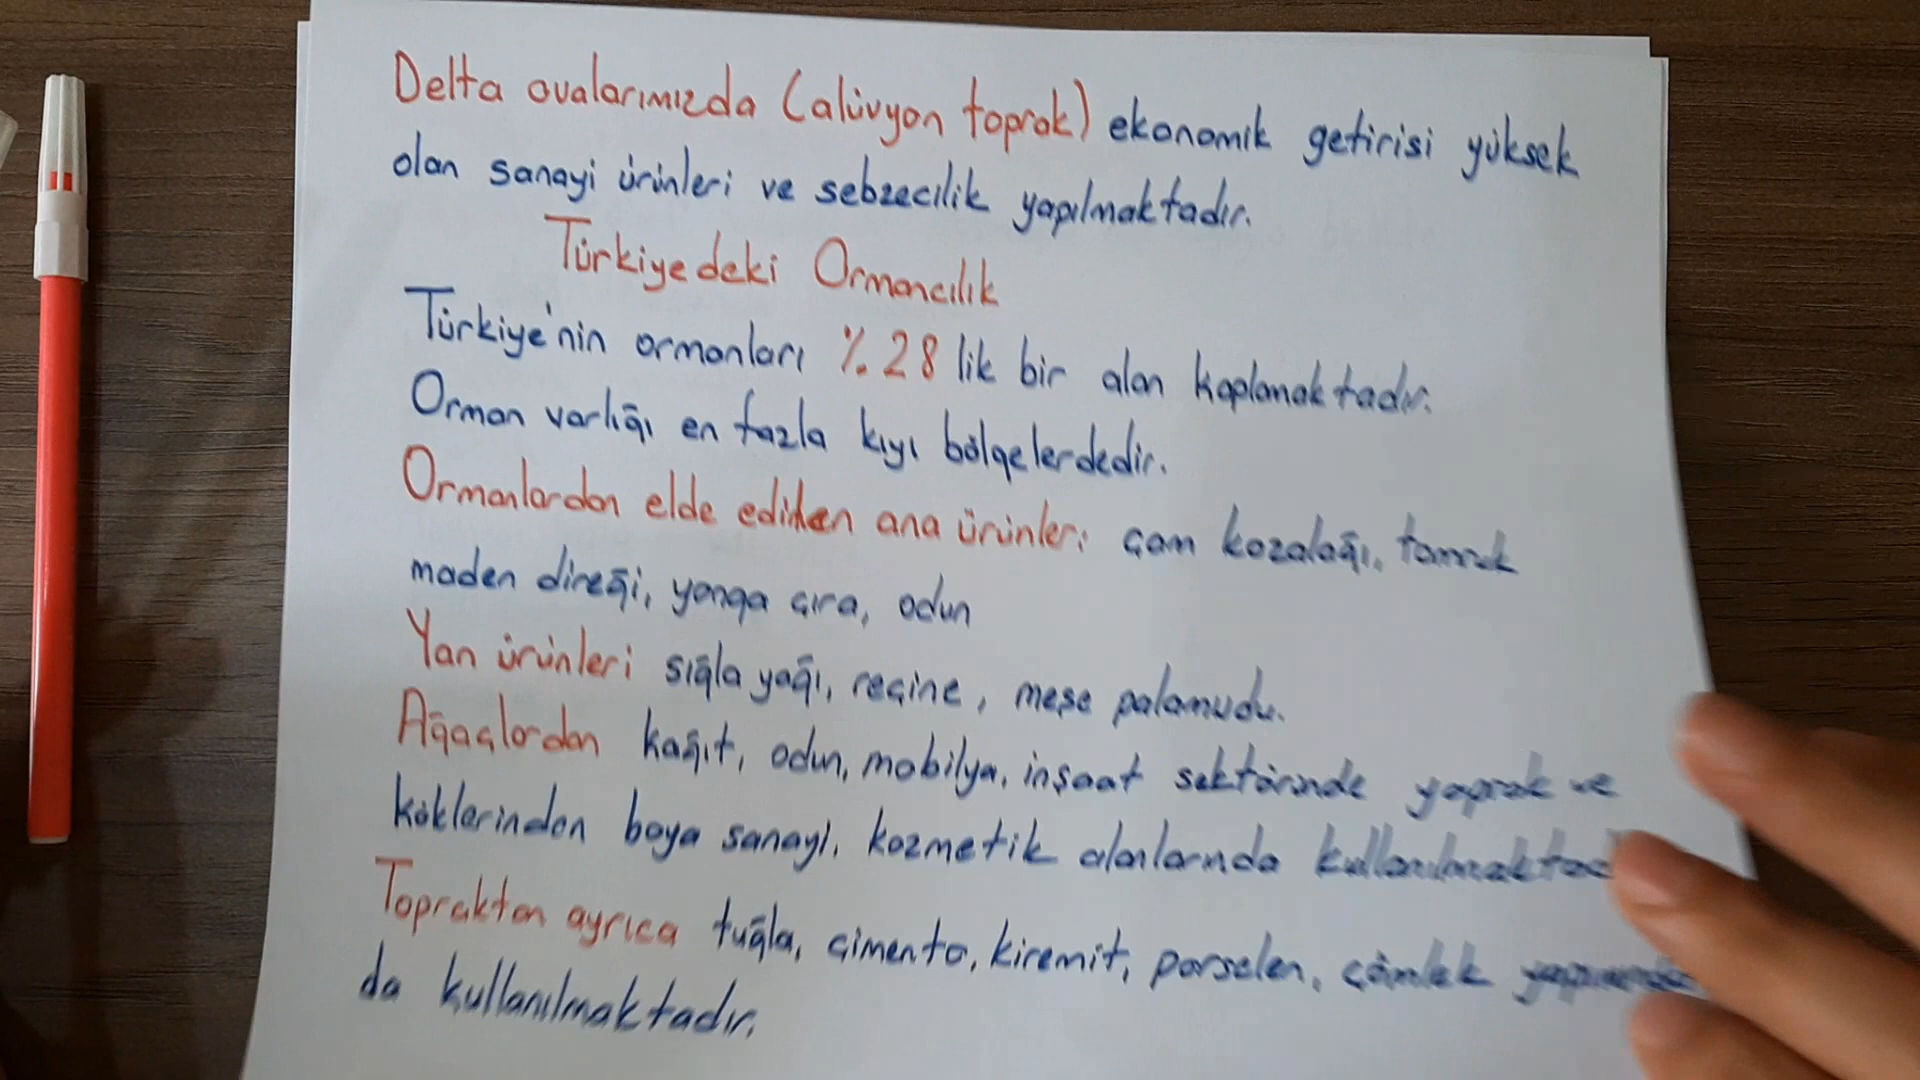 Delta ovalarımızda (alüvyon toprak) ekonomik getirisi yüksek
olan sanayi ürünleri ve sebzecilik yapılmaktadır.
Türkiyedeki Ormancılık
Türkiye'nin ormanları %28 lik bir alan kaplamaktadır.
Orman varlığı en fazla kıyı bölgelerdedir.
Ormanlardan elde edilen ana ürünler: çam kozalağı, tomruk
maden direği, yonga çıra, odun
Yan ürünleri sığla yağı, reçine, meşe palamudu.
Ağaçlardan kağıt, odun, mobilya, inşaat sektöründe yaprak ve
köklerinden boya sanayi, kozmetik alanlarında
Topraktan ayrıca tuğla, çimento, kiremit, porselen, çömlek
da kullanılmaktadır.